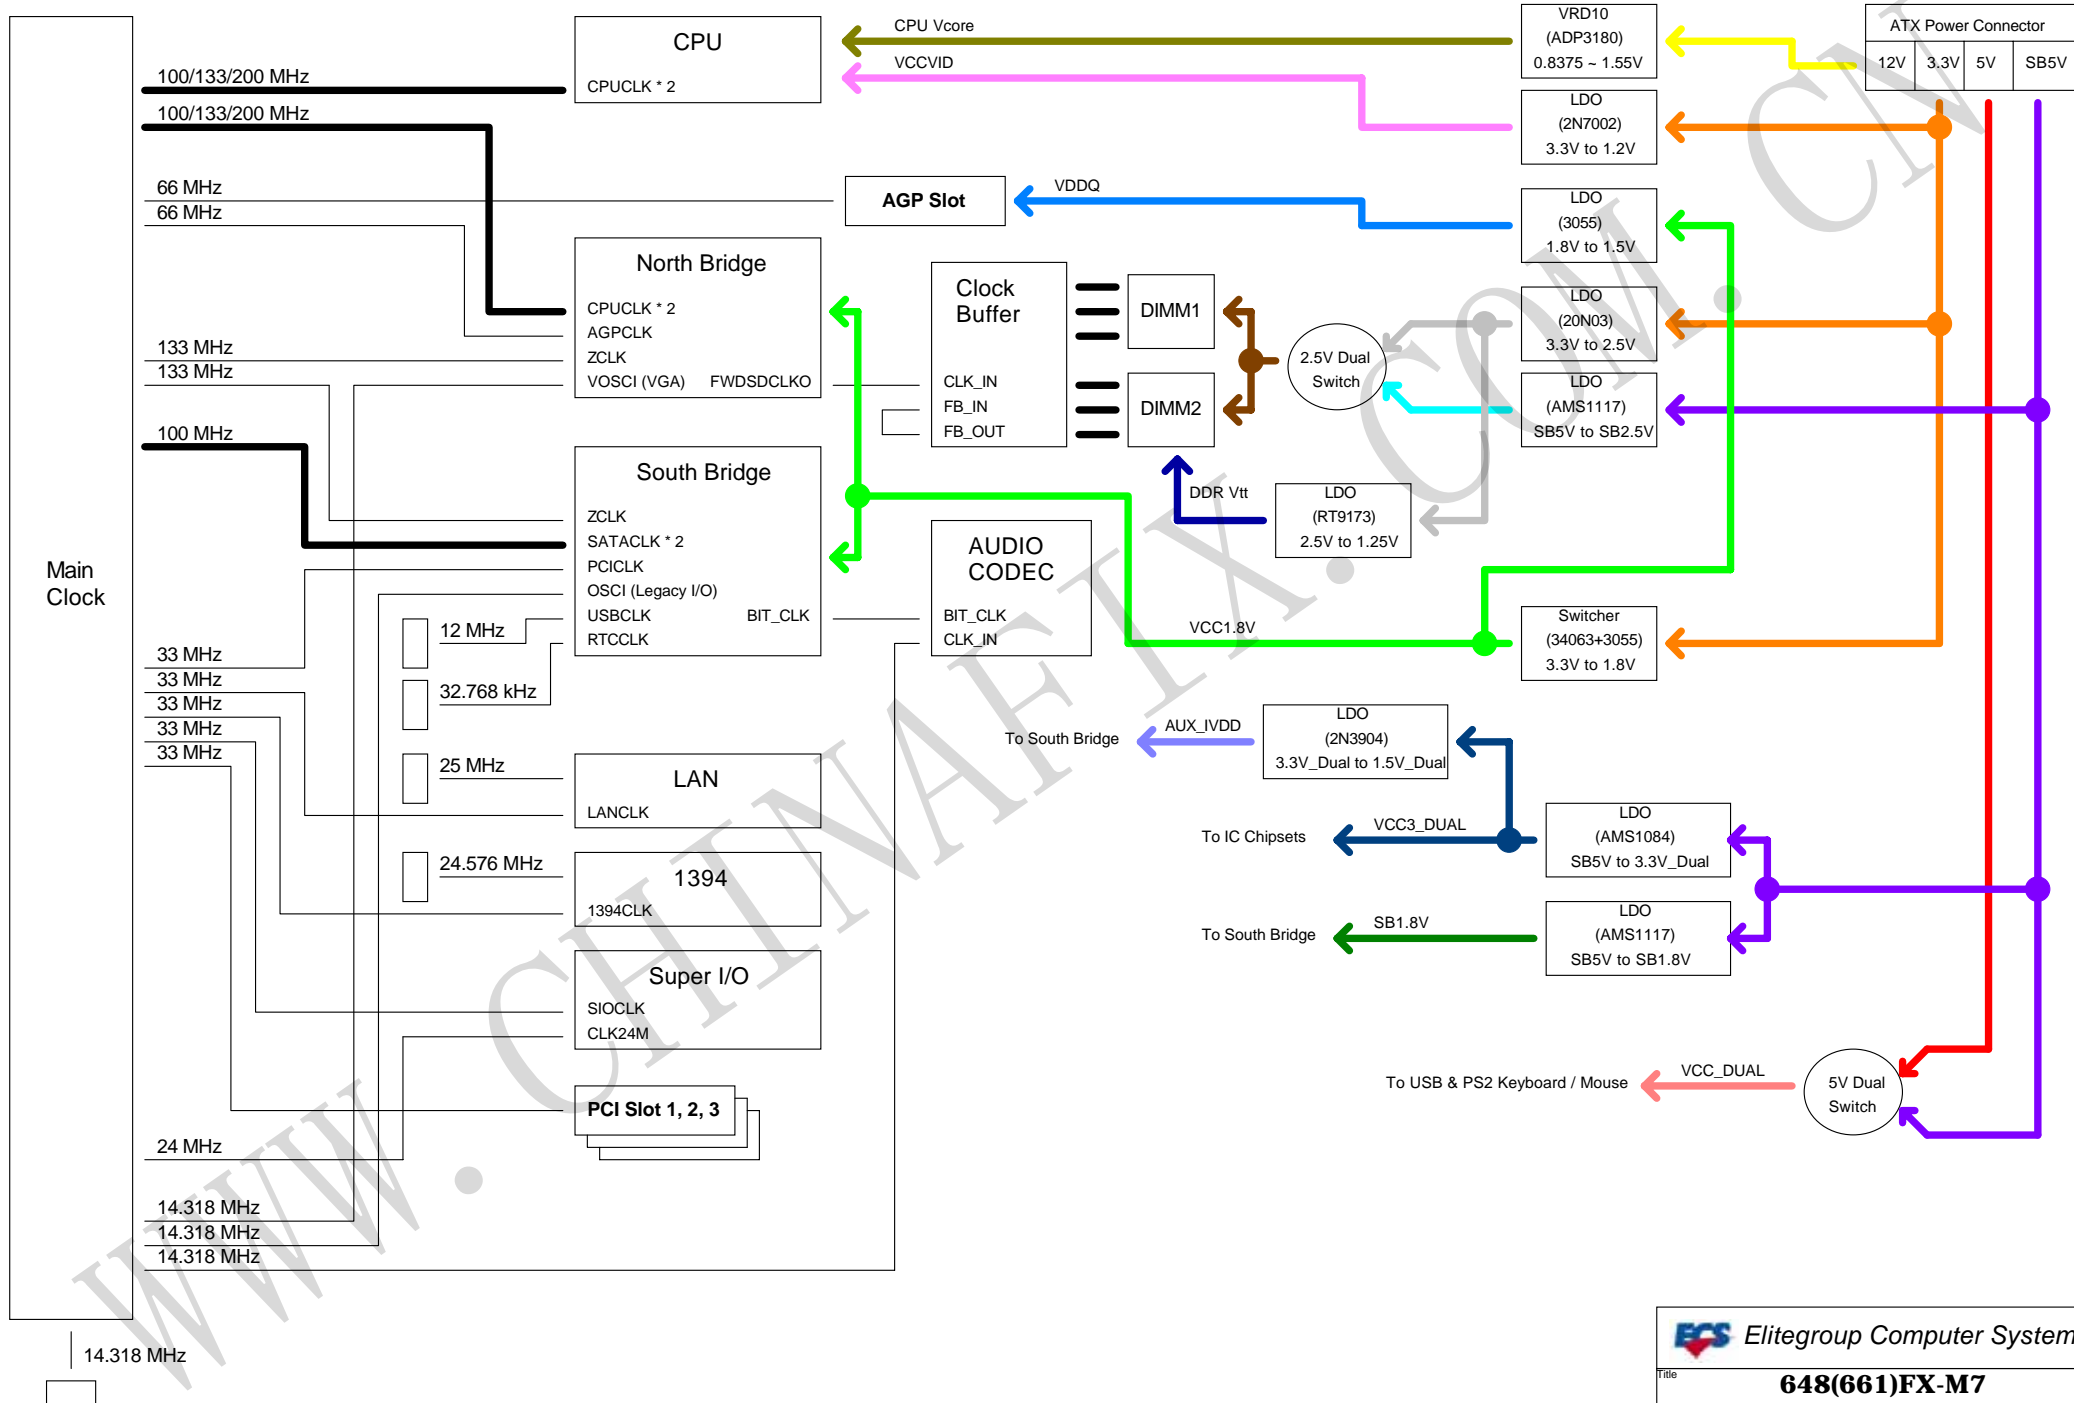 Main
Clock
100/133/200 MHz
100/133/200 MHz
66 MHz
66 MHz
133 MHz
133 MHz
100 MHz
33 MHz
33 MHz
33 MHz
33 MHz
33 MHz
24 MHz
14.318 MHz
14.318 MHz
14.318 MHz
14.318 MHz
12 MHz
32.768 kHz
25 MHz
24.576 MHz
CPU
CPUCLK * 2
North Bridge
CPUCLK * 2
AGPCLK
ZCLK
VOSCI (VGA) FWDSDCLKO
South Bridge
ZCLK
SATACLK * 2
PCICLK
OSCI (Legacy I/O)
USBCLK BIT_CLK
RTCCLK
LAN
LANCLK
1394
1394CLK
Super I/O
SIOCLK
CLK24M
PCI Slot 1, 2, 3
AGP Slot
Clock
Buffer
CLK_IN
FB_IN
FB_OUT
AUDIO
CODEC
BIT_CLK
CLK_IN
DIMM1
DIMM2
CPU Vcore
VCCVID
VDDQ
2.5V Dual
Switch
DDR Vtt
LDO
(RT9173)
2.5V to 1.25V
VCC1.8V
VRD10
(ADP3180)
0.8375 ~ 1.55V
LDO
(2N7002)
3.3V to 1.2V
LDO
(3055)
1.8V to 1.5V
LDO
(20N03)
3.3V to 2.5V
LDO
(AMS1117)
SB5V to SB2.5V
Switcher
(34063+3055)
3.3V to 1.8V
ATX Power Connector
12V 3.3V 5V SB5V
To South Bridge
AUX_IVDD
LDO
(2N3904)
3.3V_Dual to 1.5V_Dual
To IC Chipsets
VCC3_DUAL
LDO
(AMS1084)
SB5V to 3.3V_Dual
To South Bridge
SB1.8V
LDO
(AMS1117)
SB5V to SB1.8V
To USB & PS2 Keyboard / Mouse
VCC_DUAL
5V Dual
Switch
WWW.CHINAFIX.COM.CN
ECS Elitegroup Computer System
Title
648(661)FX-M7